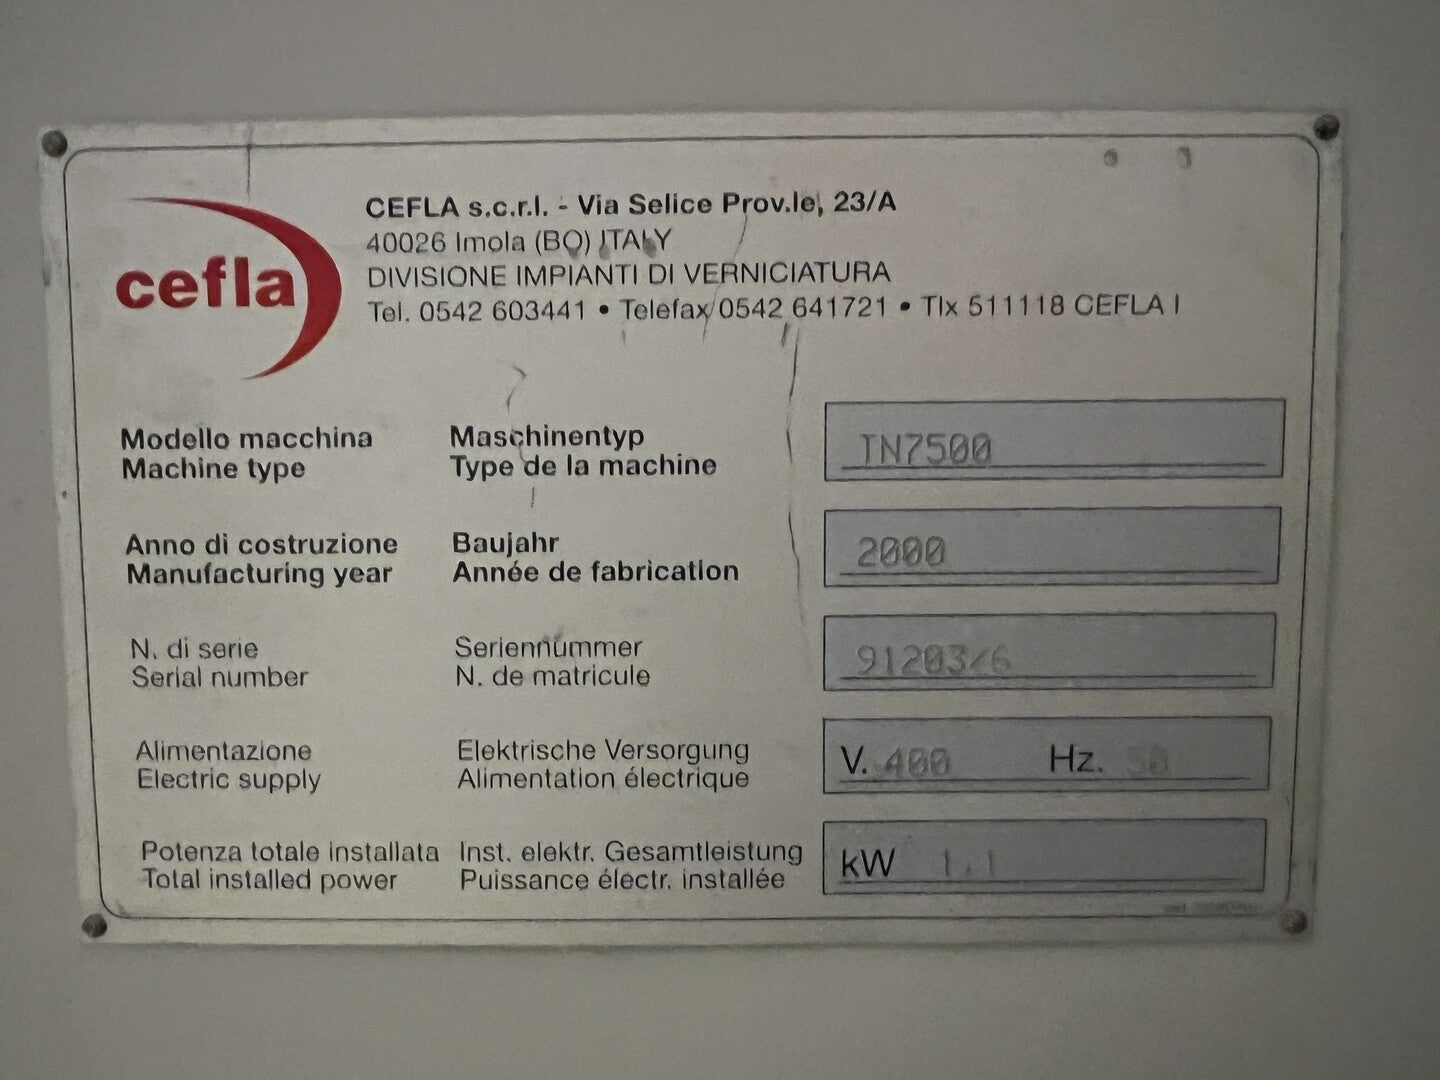 cefla
CEFLA s.c.r.l. - Via Selice Prov.le, 23/A
40026 Imola (BO) ITALY
DIVISIONE IMPIANTI DI VERNICIATURA
Tel. 0542 603441 • Telefax 0542 641721 • Tlx 511118 CEFLA I
Modello macchina Maschinentyp
Machine type Type de la machine
TN7500
Anno di costruzione Baujahr
Manufacturing year Année de fabrication
2000
N. di serie Seriennummer
Serial number N. de matricule
91203/6
Alimentazione Elektrische Versorgung
Electric supply Alimentation électrique
V. 400 Hz. 50
Potenza totale installata Inst. elektr. Gesamtleistung
Total installed power Puissance électr. installée
kW 1.1